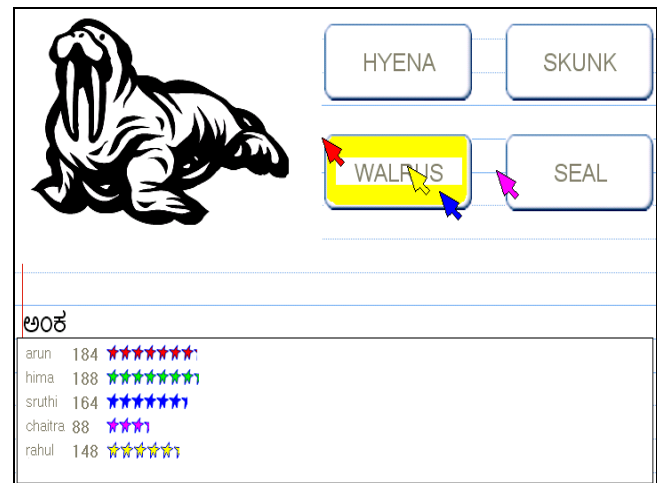 HYENA SKUNK
WALRUS SEAL
ಅಂಕ
arun 184
hima 188
sruthi 164
chaitra 88
rahul 148